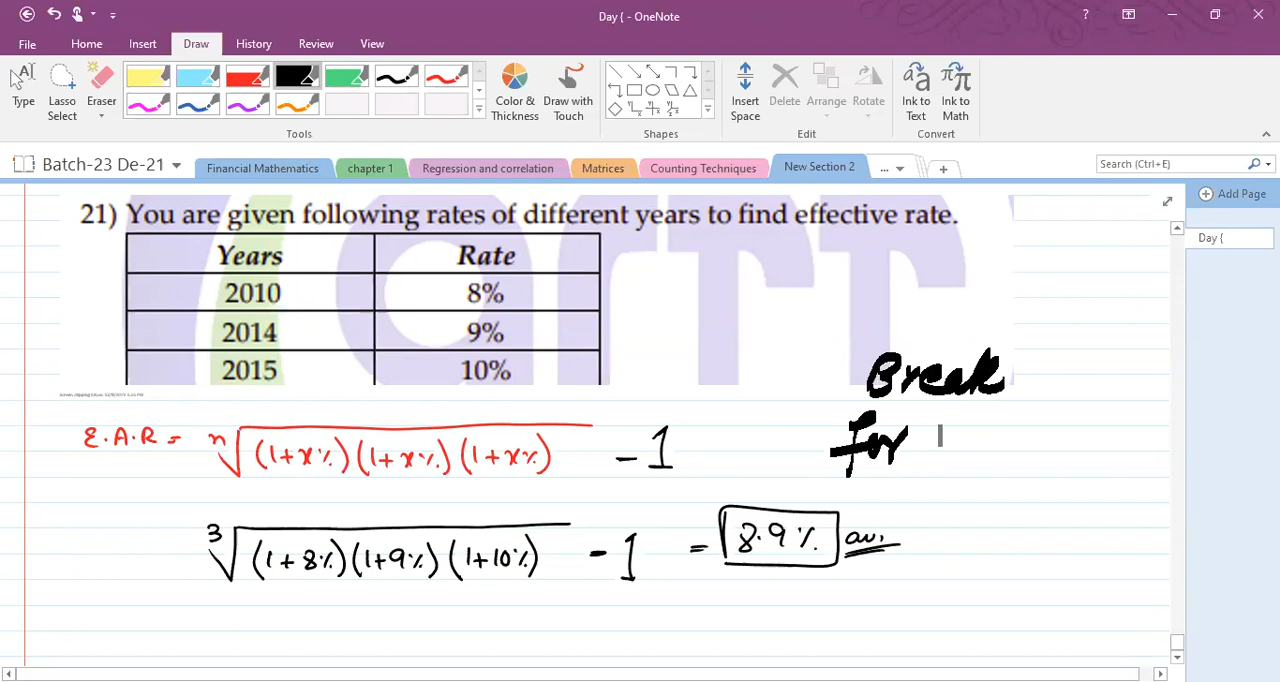 Day { - OneNote
File Home Insert Draw History Review View
Type Lasso Select Eraser Color & Thickness Draw with Touch Insert Space Delete Arrange Rotate Ink to Text Ink to Math
Tools Shapes Edit Convert
Batch-23 De-21 Financial Mathematics chapter 1 Regression and correlation Matrices Counting Techniques New Section 2 ... Search (Ctrl+E)
Add Page
Day {
21) You are given following rates of different years to find effective rate.
Years Rate
2010 8%
2014 9%
2015 10%
Break
for
E.A.R = n√(1+x%)(1+x%)(1+x%) - 1
3√(1+8%)(1+9%)(1+10%) - 1 = 8.9%